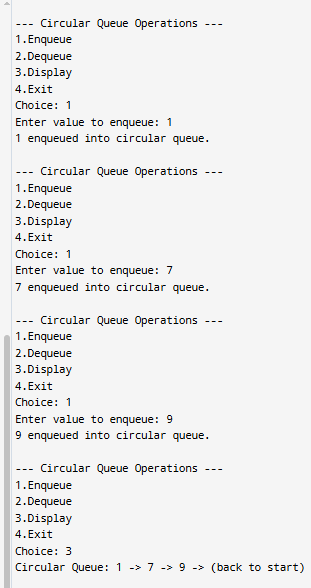 --- Circular Queue Operations ---
1.Enqueue
2.Dequeue
3.Display
4.Exit
Choice: 1
Enter value to enqueue: 1
1 enqueued into circular queue.

--- Circular Queue Operations ---
1.Enqueue
2.Dequeue
3.Display
4.Exit
Choice: 1
Enter value to enqueue: 7
7 enqueued into circular queue.

--- Circular Queue Operations ---
1.Enqueue
2.Dequeue
3.Display
4.Exit
Choice: 1
Enter value to enqueue: 9
9 enqueued into circular queue.

--- Circular Queue Operations ---
1.Enqueue
2.Dequeue
3.Display
4.Exit
Choice: 3
Circular Queue: 1 -> 7 -> 9 -> (back to start)